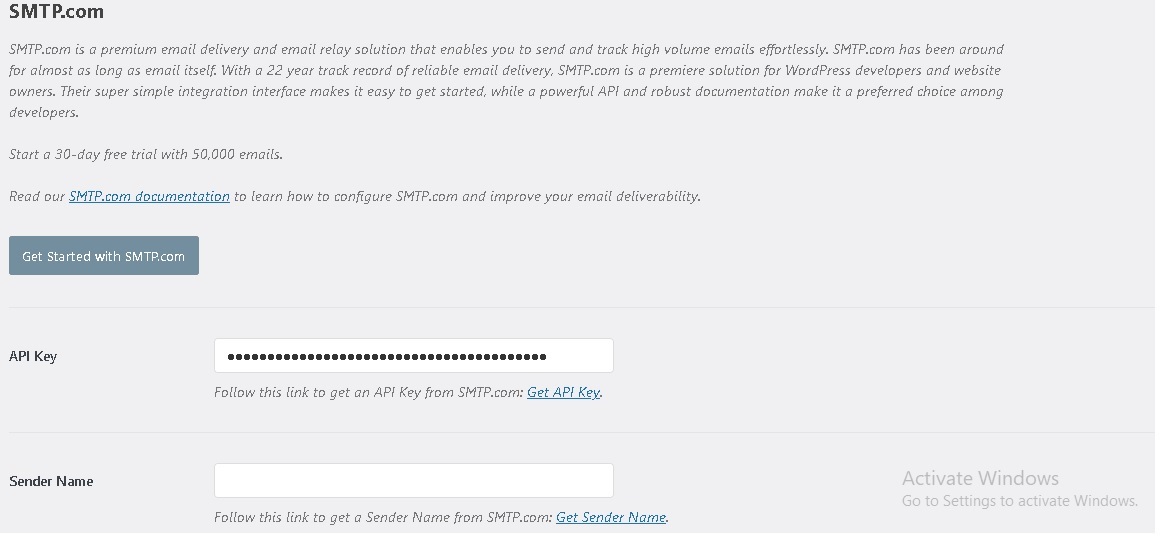 SMTP.com
SMTP.com is a premium email delivery and email relay solution that enables you to send and track high volume emails effortlessly. SMTP.com has been around
for almost as long as email itself. With a 22 year track record of reliable email delivery, SMTP.com is a premiere solution for WordPress developers and website
owners. Their super simple integration interface makes it easy to get started, while a powerful API and robust documentation make it a preferred choice among
developers.
Start a 30-day free trial with 50,000 emails.
Read our SMTP.com documentation to learn how to configure SMTP.com and improve your email deliverability.
Get Started with SMTP.com
API Key
Follow this link to get an API Key from SMTP.com: Get API Key.
Sender Name
Follow this link to get a Sender Name from SMTP.com: Get Sender Name.
Activate Windows
Go to Settings to activate Windows.